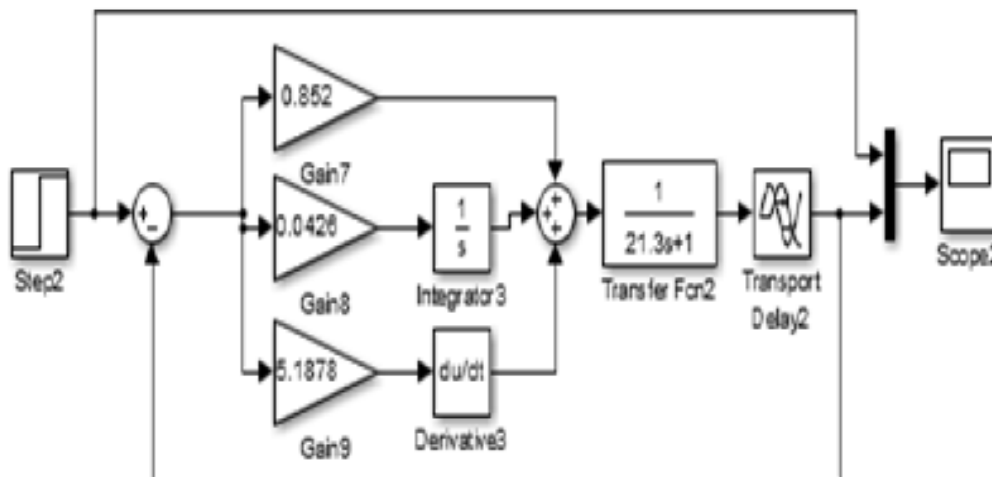 0.852
Gain7
Step2
+
−
0.0426
Gain8
1
s
Integrator3
+
+
+
1
21.3s+1
Transfer Fcn2
Transport
Delay2
Scope2
5.1878
Gain9
du/dt
Derivative3